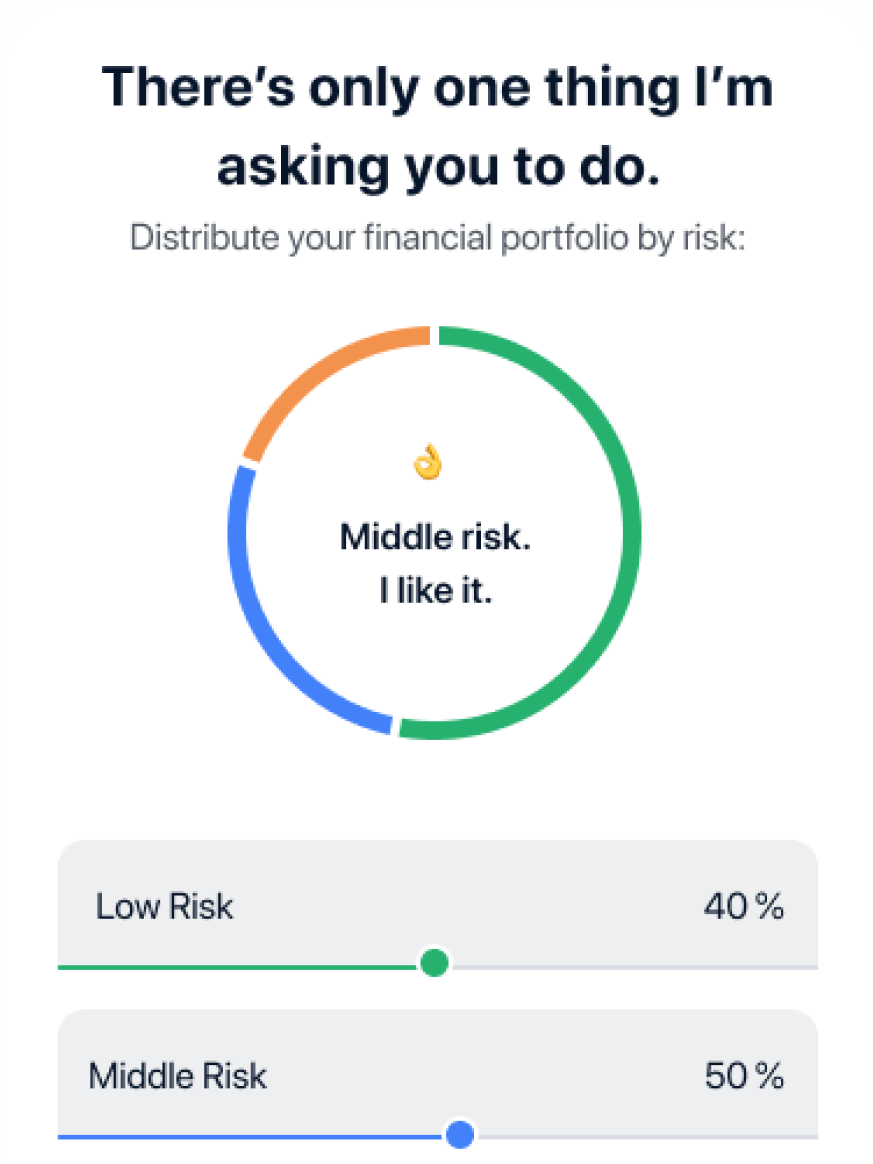 There’s only one thing I’m
asking you to do.
Distribute your financial portfolio by risk:
👌
Middle risk.
I like it.
Low Risk 40 %
Middle Risk 50 %